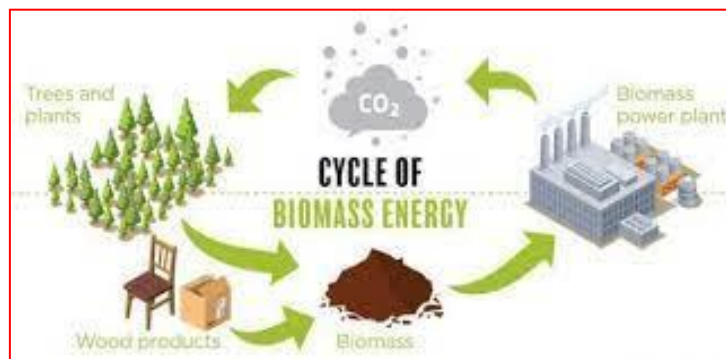 Trees and
plants
CO₂
Biomass
power plant
CYCLE OF
BIOMASS ENERGY
Wood products
Biomass